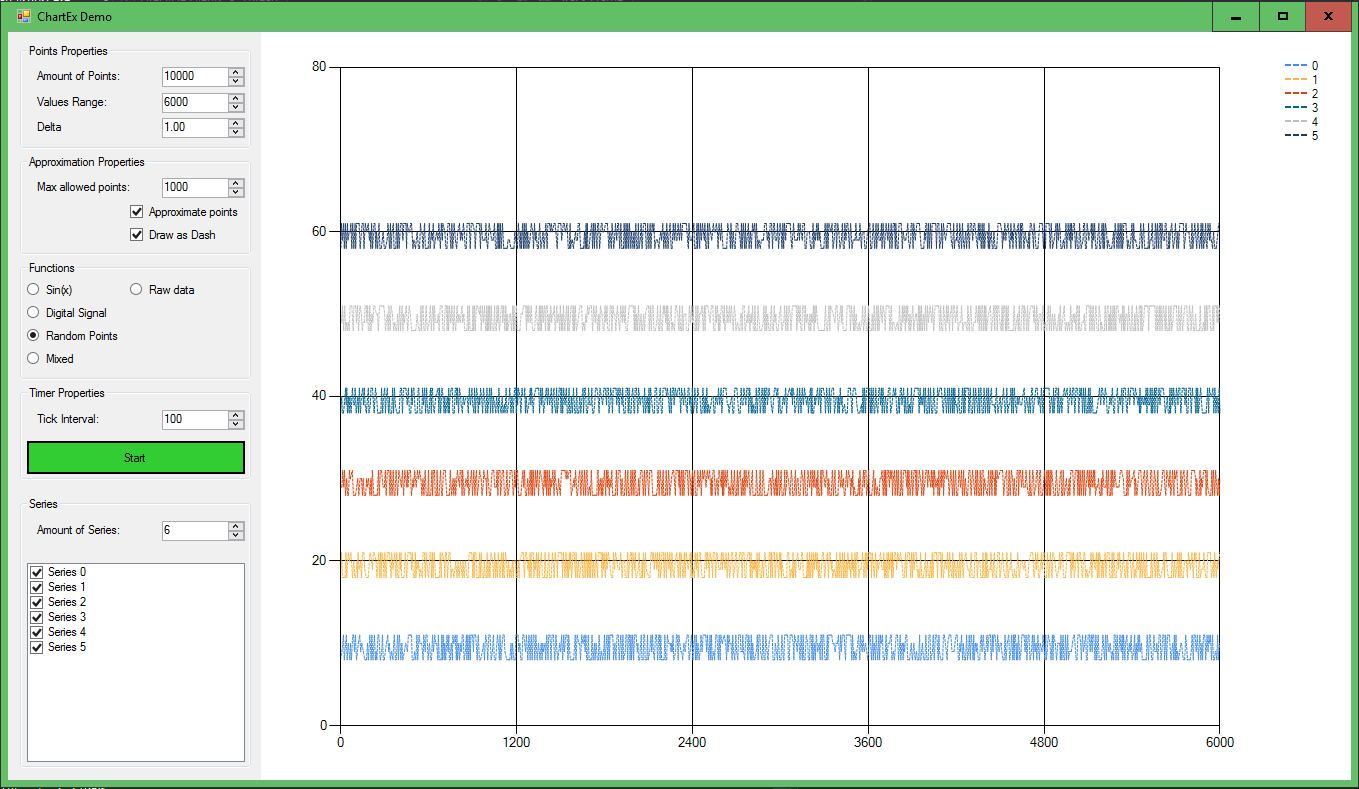 ChartEx Demo
Points Properties
Amount of Points: 10000
Values Range: 6000
Delta 1.00
Approximation Properties
Max allowed points: 1000
Approximate points
Draw as Dash
Functions
Sin(x) Raw data
Digital Signal
Random Points
Mixed
Timer Properties
Tick Interval: 100
Start
Series
Amount of Series: 6
Series 0
Series 1
Series 2
Series 3
Series 4
Series 5
80
60
40
20
0
0 1200 2400 3600 4800 6000
0
1
2
3
4
5